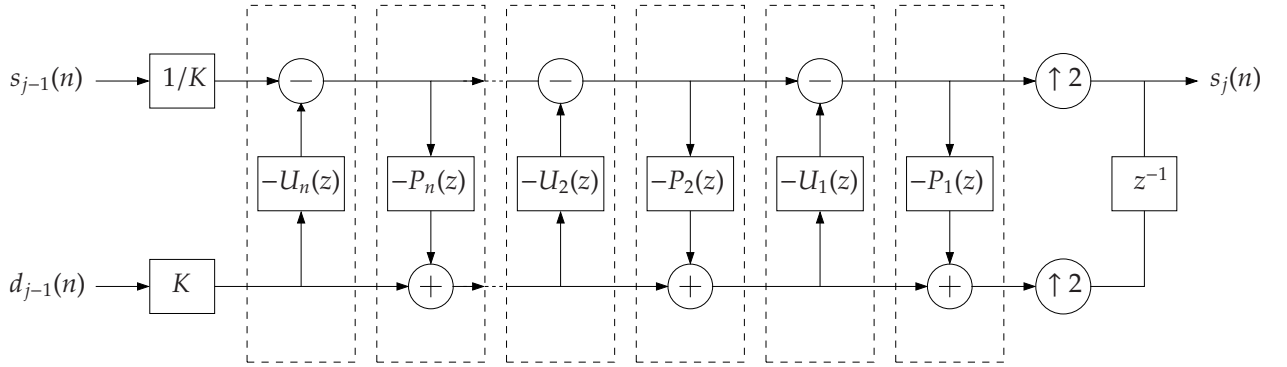 s_{j−1}(n) 1/K − − − ↑ 2 s_j(n)
−U_n(z) −P_n(z) −U_2(z) −P_2(z) −U_1(z) −P_1(z) z^{−1}
d_{j−1}(n) K + + + ↑ 2